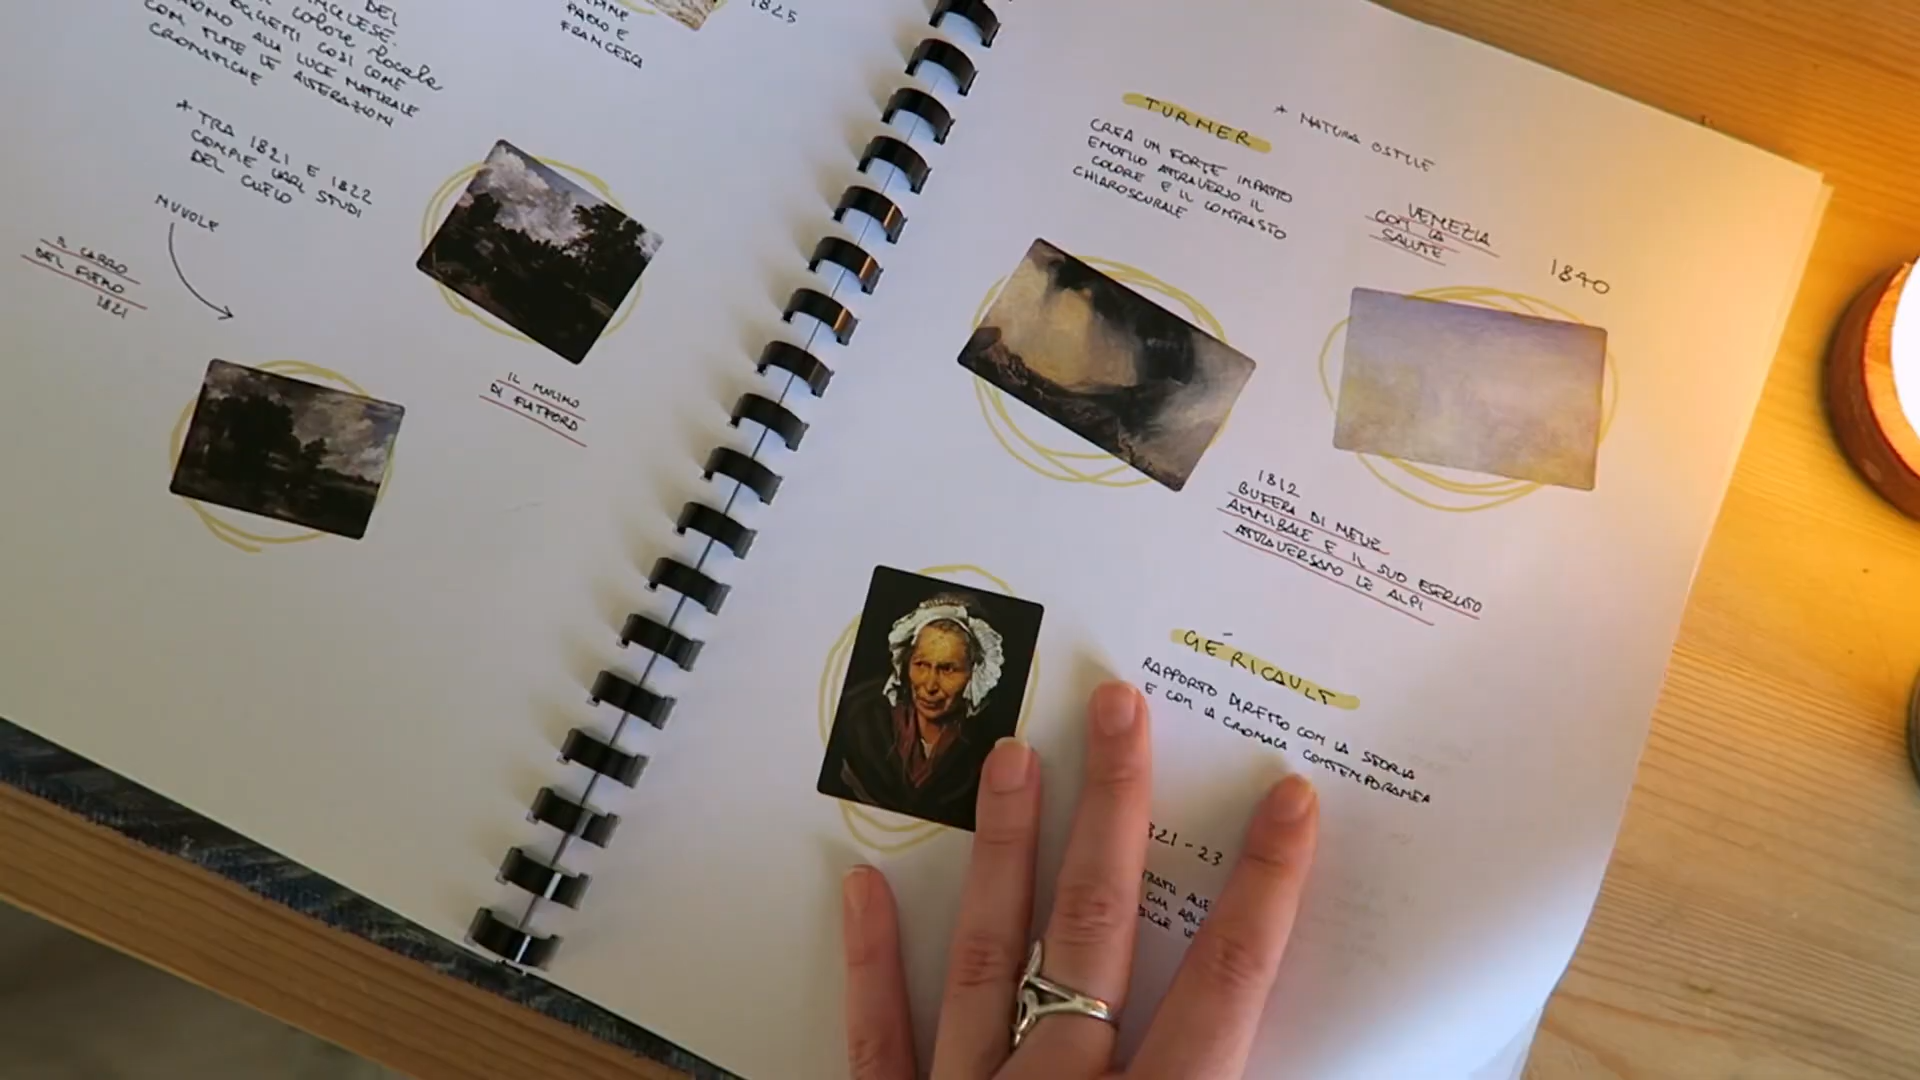 DEL
INGLESE.
COLORE locale
OGGETTI COSÌ COME
ALLA LUCE NATURALE
CON TUTTE LE ALTERAZIONI
CROMATICHE
* TRA 1821 E 1822
COMPIE VARI STUDI
DEL CIELO
NUVOLE
IL CARRO
DEL FIENO
1821
IL MULINO
DI FLATFORD
PAOLO E
FRANCESCA
1825
TURNER
* NATURA OSTILE
CREA UN FORTE IMPATTO
EMOTIVO ATTRAVERSO IL
COLORE E IL CONTRASTO
CHIAROSCURALE
VENEZIA
CON LA
SALUTE
1840
1812
BUFERA DI NEVE
ANNIBALE E IL SUO ESERCITO
ATTRAVERSANO LE ALPI
GÉRICAULT
RAPPORTO DIRETTO CON LA STORIA
E CON LA CRONACA CONTEMPORANEA
821-23